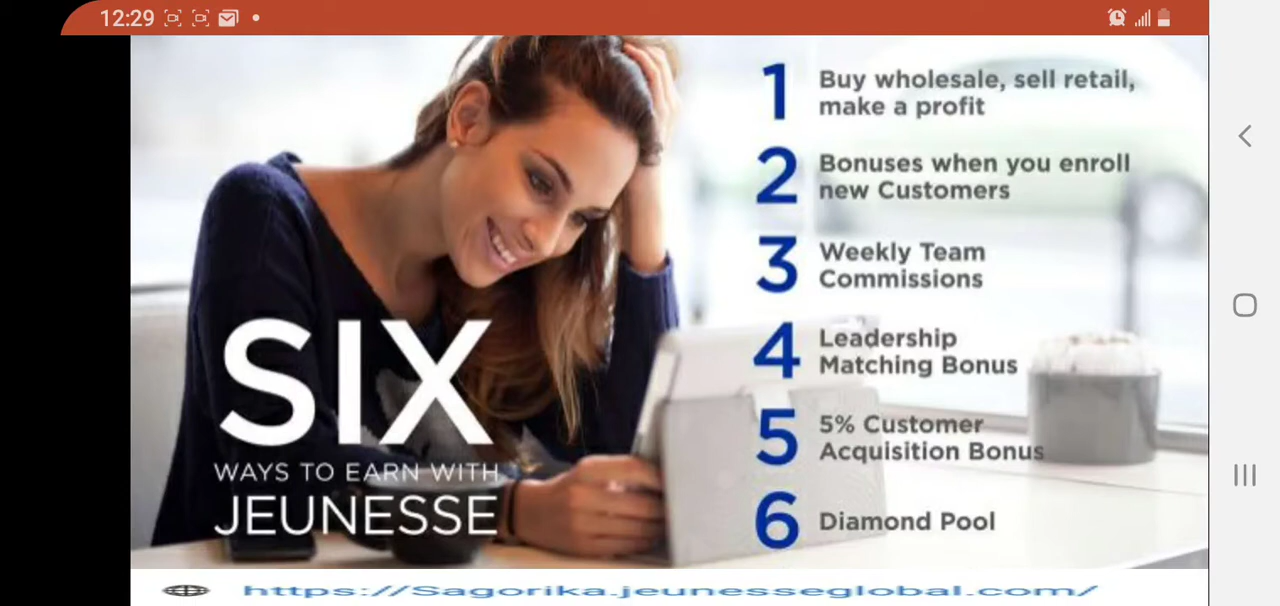 12:29
1 Buy wholesale, sell retail,
make a profit
2 Bonuses when you enroll
new Customers
3 Weekly Team
Commissions
4 Leadership
Matching Bonus
5 5% Customer
Acquisition Bonus
6 Diamond Pool
SIX
WAYS TO EARN WITH
JEUNESSE
https://Sagorika.jeunesseglobal.com/